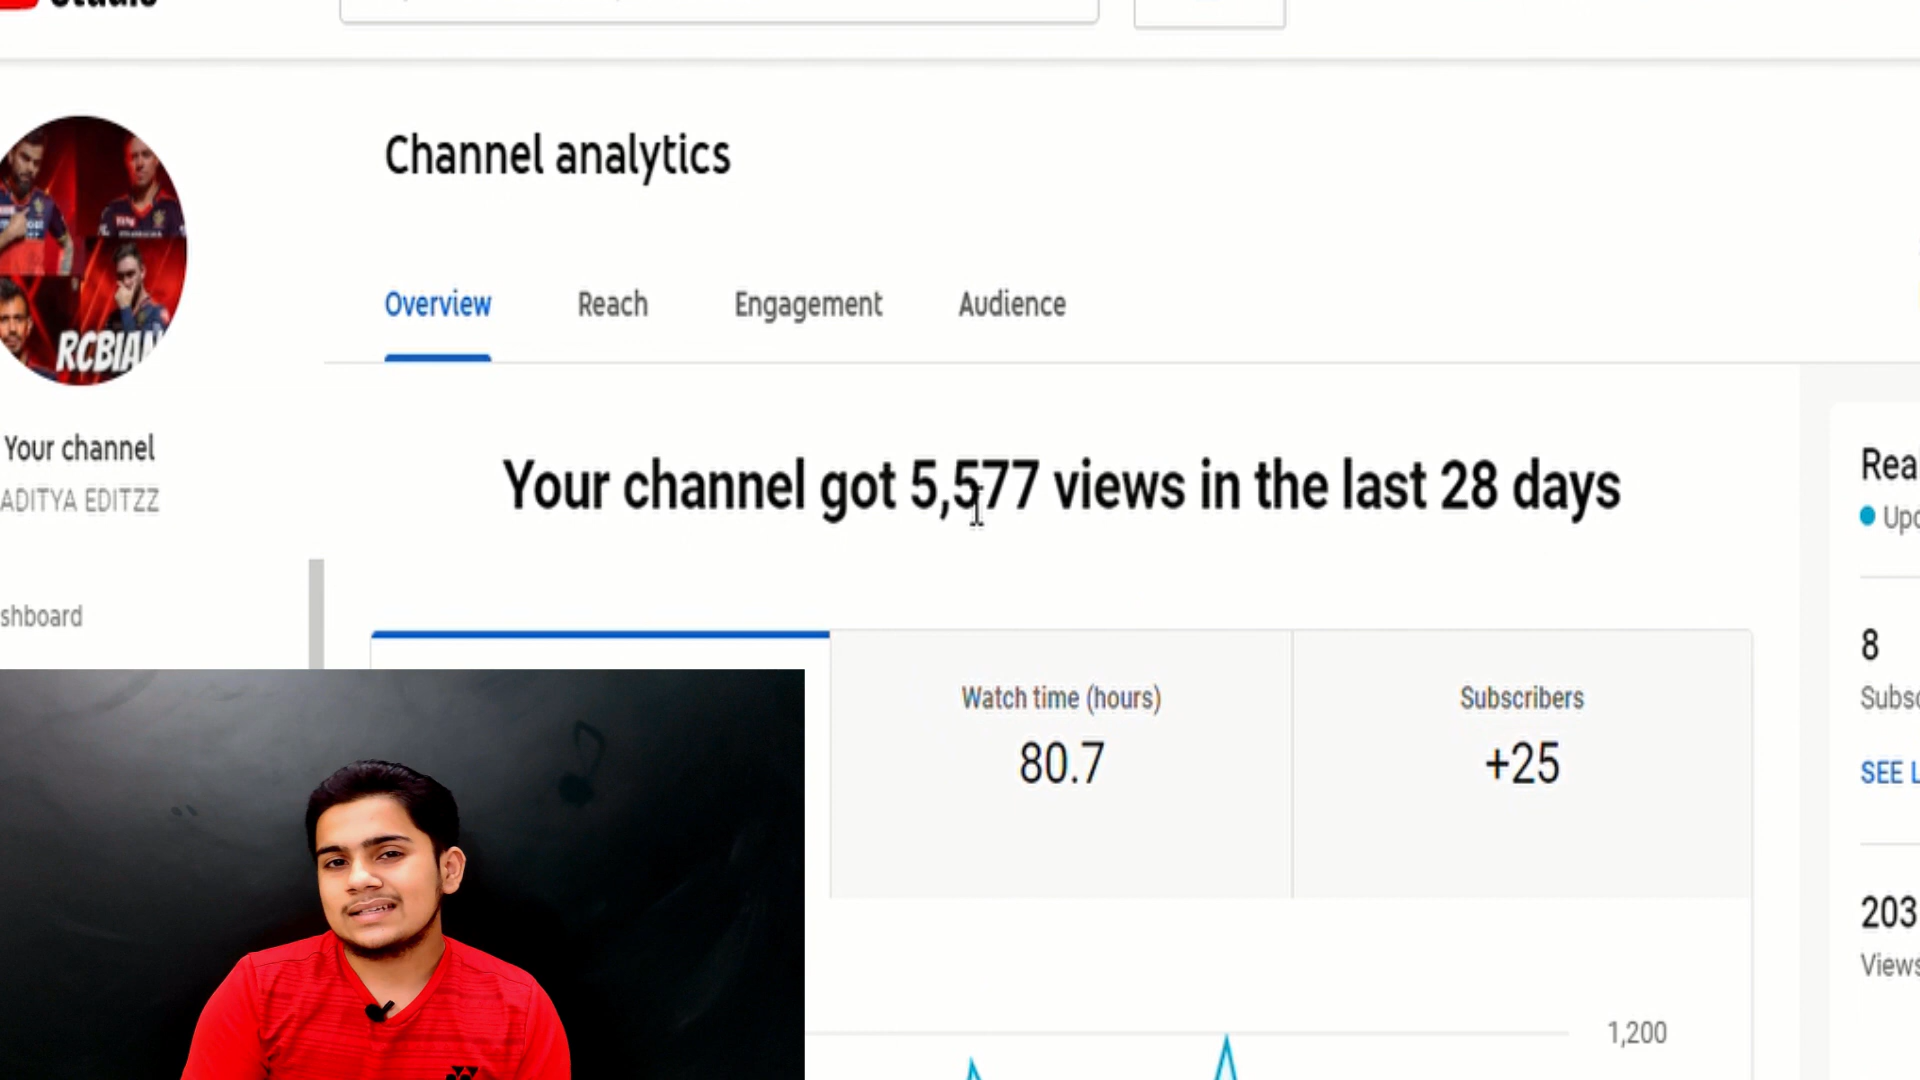 Studio
Channel analytics
Overview Reach Engagement Audience
RCBIAN
Your channel
ADITYA EDITZZ
Your channel got 5,577 views in the last 28 days
shboard
Watch time (hours)
80.7
Subscribers
+25
1,200
Rea
Upd
8
Subsc
SEE L
203
Views